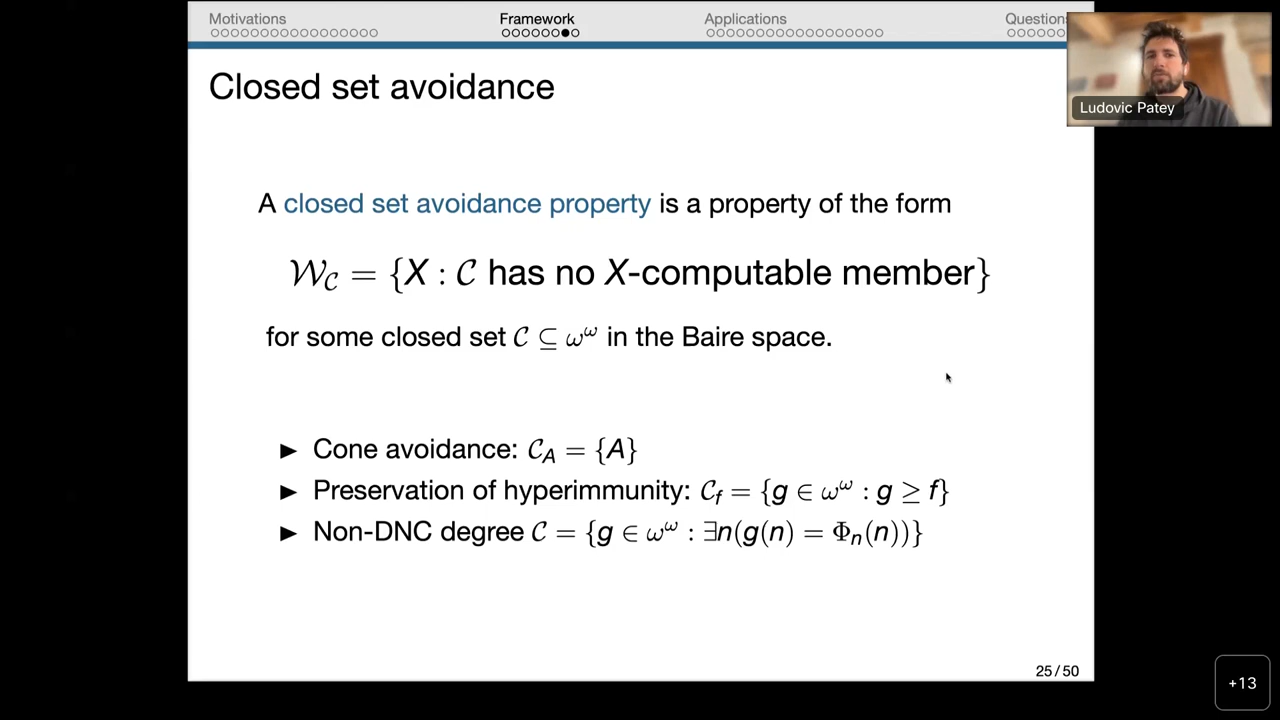 Motivations Framework Applications Question
Ludovic Patey
Closed set avoidance
A closed set avoidance property is a property of the form
𝒲_𝒞 = {X : 𝒞 has no X-computable member}
for some closed set 𝒞 ⊆ ω^ω in the Baire space.
► Cone avoidance: 𝒞_A = {A}
► Preservation of hyperimmunity: 𝒞_f = {g ∈ ω^ω : g ≥ f}
► Non-DNC degree 𝒞 = {g ∈ ω^ω : ∃n(g(n) = Φ_n(n))}
25 / 50
+13